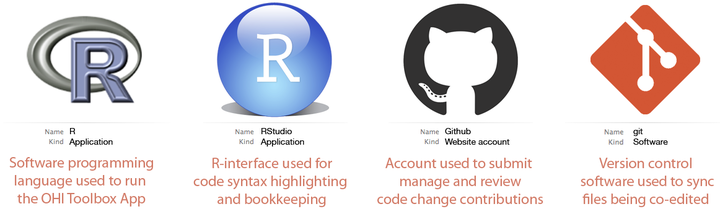 R
R
Name R
Kind Application
Software programming
language used to run
the OHI Toolbox App
Name RStudio
Kind Application
R-interface used for
code syntax highlighting
and bookkeeping
Name Github
Kind Website account
Account used to submit
manage and review
code change contributions
Name git
Kind Software
Version control
software used to sync
files being co-edited